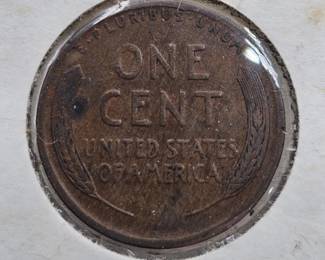 E·PLURIBUS·UNUM
ONE
CENT
UNITED STATES
OF AMERICA